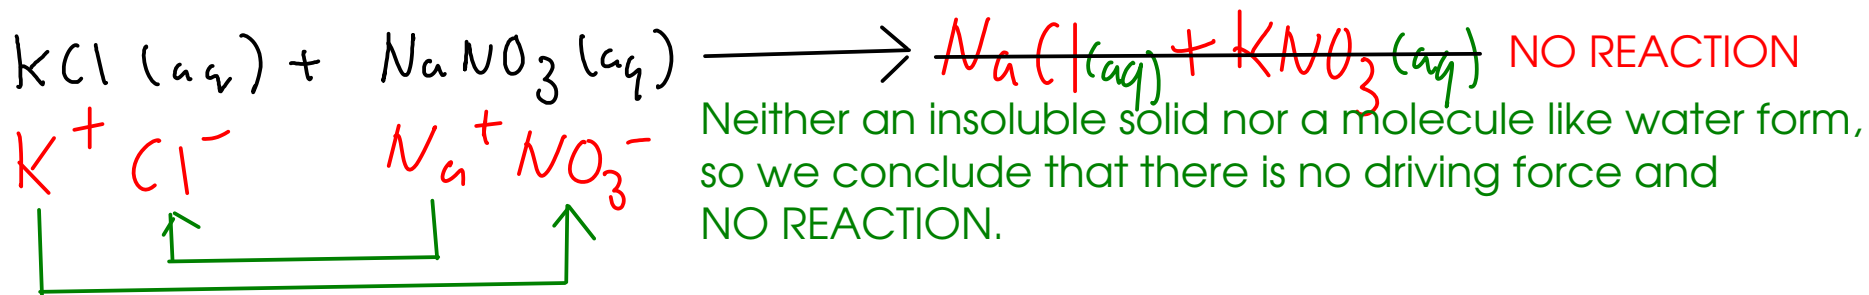 KCl (aq) + NaNO₃ (aq) ⟶ NaCl(aq) + KNO₃ (aq) NO REACTION
K⁺ Cl⁻ Na⁺ NO₃⁻
Neither an insoluble solid nor a molecule like water form,
so we conclude that there is no driving force and
NO REACTION.